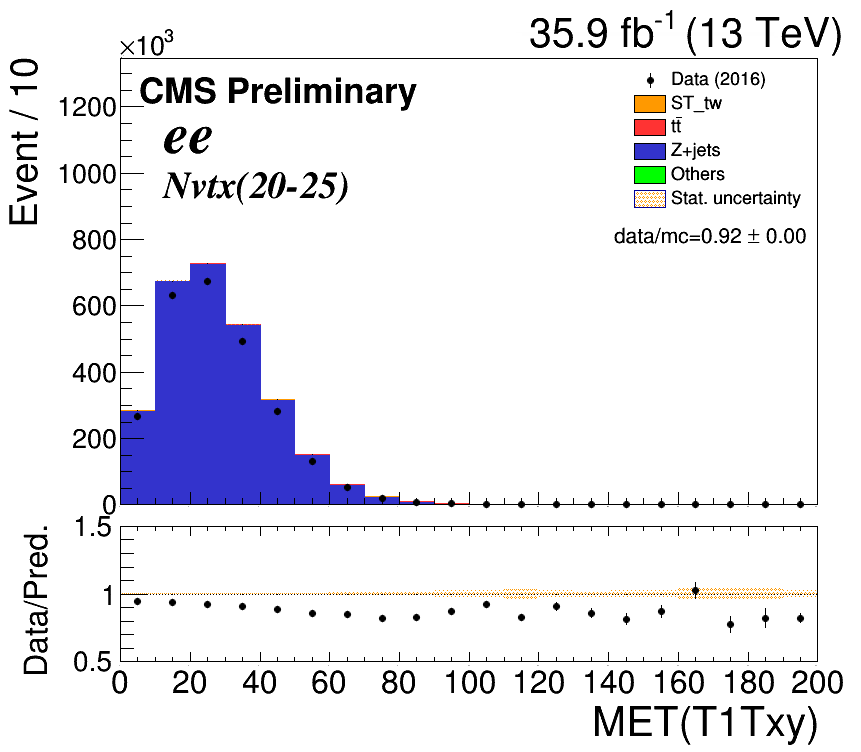 35.9 fb⁻¹ (13 TeV)
×10³
Event / 10
CMS Preliminary
ee
Nvtx(20-25)
Data (2016)
ST_tw
tt̄
Z+jets
Others
Stat. uncertainty
data/mc=0.92 ± 0.00
1200
1000
800
600
400
200
0
Data/Pred.
1.5
1
0.5
0 20 40 60 80 100 120 140 160 180 200
MET(T1Txy)